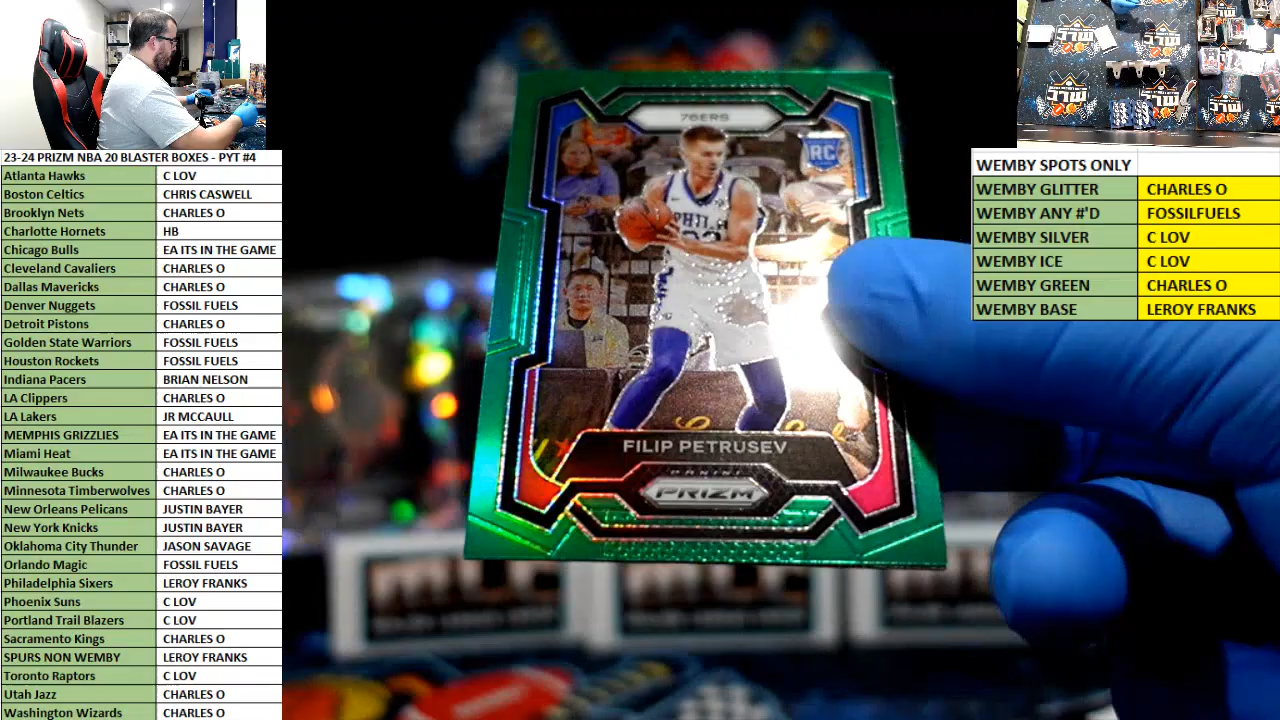 23-24 PRIZM NBA 20 BLASTER BOXES - PYT #4
Atlanta Hawks C LOV
Boston Celtics CHRIS CASWELL
Brooklyn Nets CHARLES O
Charlotte Hornets HB
Chicago Bulls EA ITS IN THE GAME
Cleveland Cavaliers CHARLES O
Dallas Mavericks CHARLES O
Denver Nuggets FOSSIL FUELS
Detroit Pistons CHARLES O
Golden State Warriors FOSSIL FUELS
Houston Rockets FOSSIL FUELS
Indiana Pacers BRIAN NELSON
LA Clippers CHARLES O
LA Lakers JR MCCAULL
MEMPHIS GRIZZLIES EA ITS IN THE GAME
Miami Heat EA ITS IN THE GAME
Milwaukee Bucks CHARLES O
Minnesota Timberwolves CHARLES O
New Orleans Pelicans JUSTIN BAYER
New York Knicks JUSTIN BAYER
Oklahoma City Thunder JASON SAVAGE
Orlando Magic FOSSIL FUELS
Philadelphia Sixers LEROY FRANKS
Phoenix Suns C LOV
Portland Trail Blazers C LOV
Sacramento Kings CHARLES O
SPURS NON WEMBY LEROY FRANKS
Toronto Raptors C LOV
Utah Jazz CHARLES O
Washington Wizards CHARLES O
76ERS
RC
PHILA
FILIP PETRUSEV
PANINI
PRIZM
WEMBY SPOTS ONLY
WEMBY GLITTER CHARLES O
WEMBY ANY #'D FOSSILFUELS
WEMBY SILVER C LOV
WEMBY ICE C LOV
WEMBY GREEN CHARLES O
WEMBY BASE LEROY FRANKS